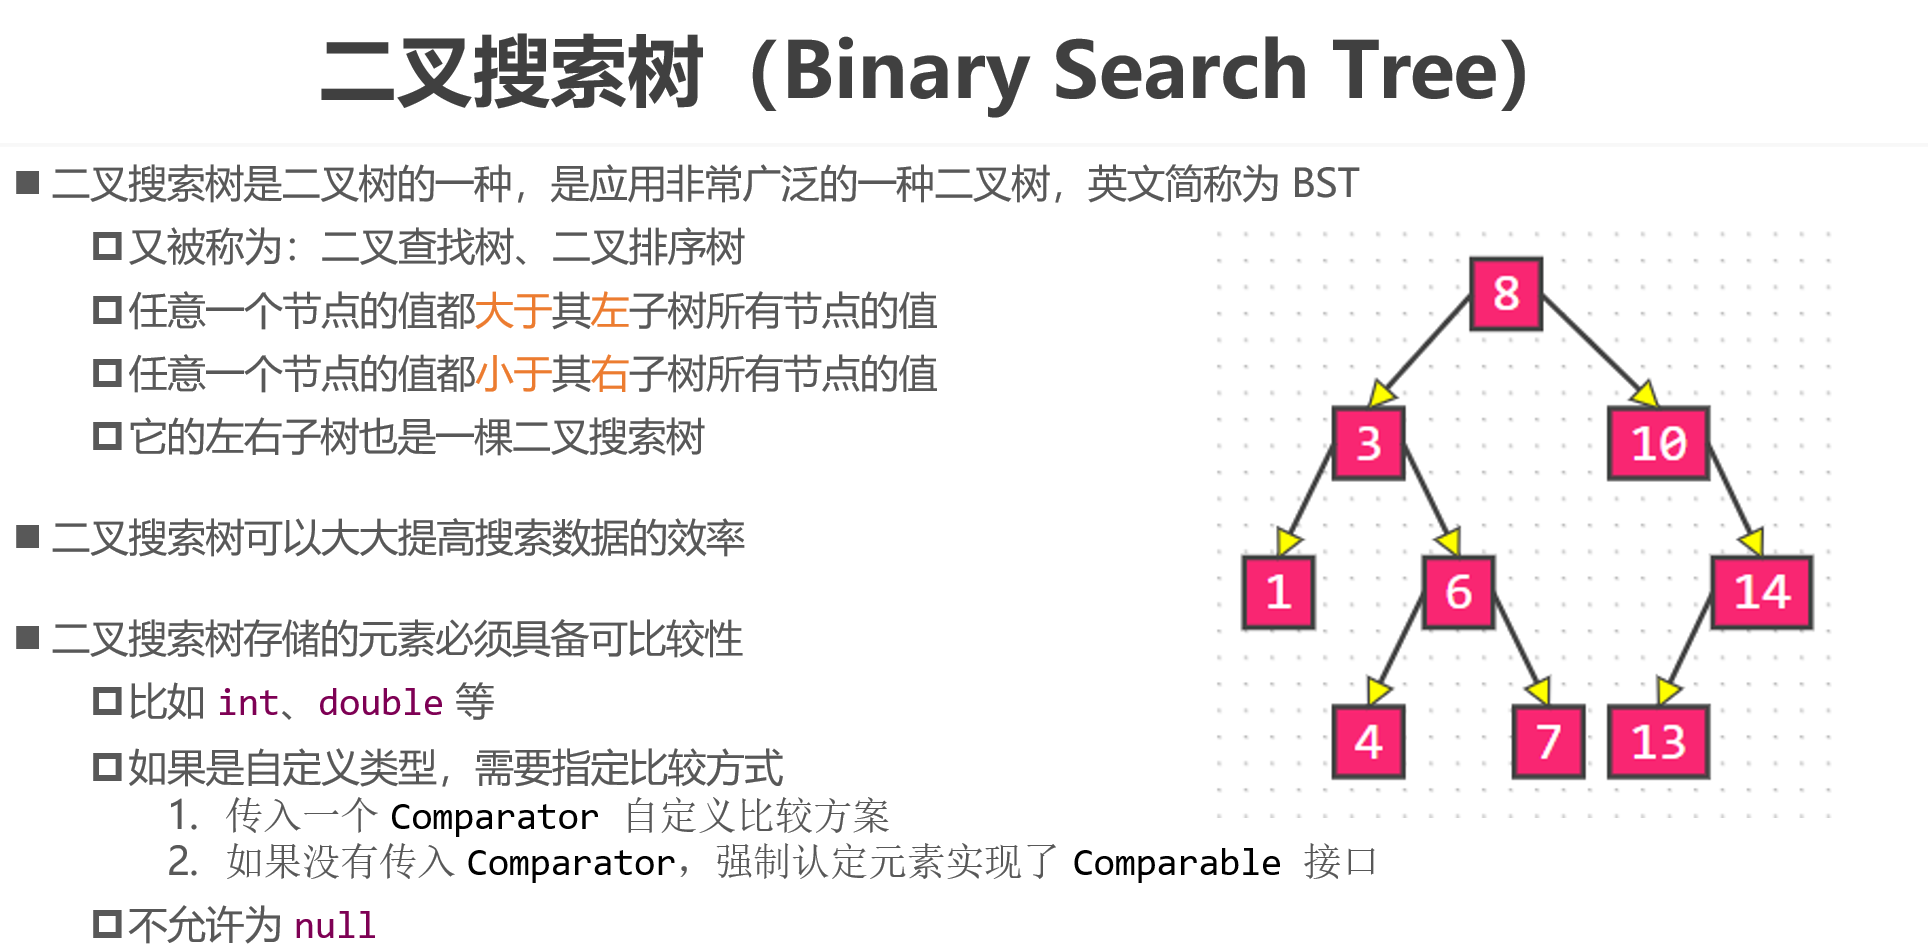 二叉搜索树（Binary Search Tree）
二叉搜索树是二叉树的一种，是应用非常广泛的一种二叉树，英文简称为 BST
又被称为：二叉查找树、二叉排序树
任意一个节点的值都大于其左子树所有节点的值
任意一个节点的值都小于其右子树所有节点的值
它的左右子树也是一棵二叉搜索树
二叉搜索树可以大大提高搜索数据的效率
二叉搜索树存储的元素必须具备可比较性
比如 int、double 等
如果是自定义类型，需要指定比较方式
1. 传入一个 Comparator 自定义比较方案
2. 如果没有传入 Comparator，强制认定元素实现了 Comparable 接口
不允许为 null
8
3 10
1 6 14
4 7 13